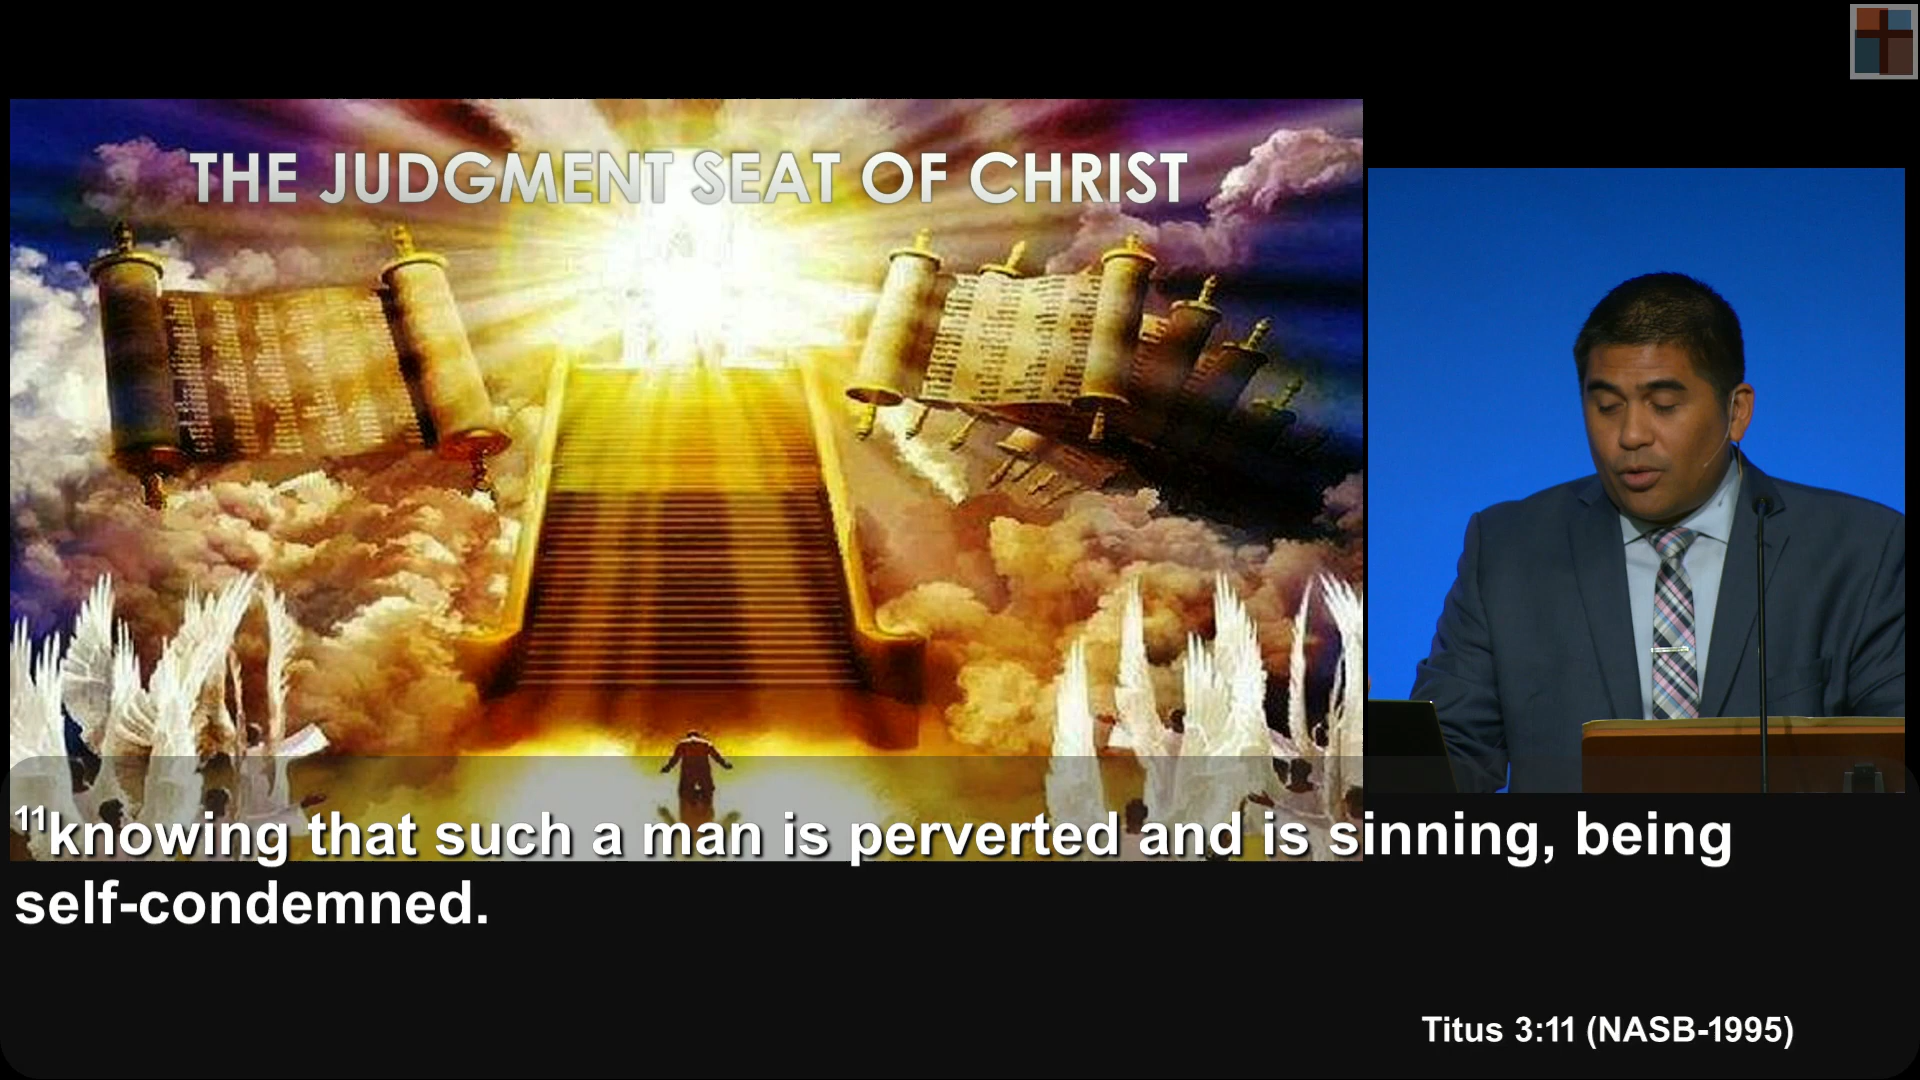 THE JUDGMENT SEAT OF CHRIST
¹¹knowing that such a man is perverted and is sinning, being
self-condemned.
Titus 3:11 (NASB-1995)